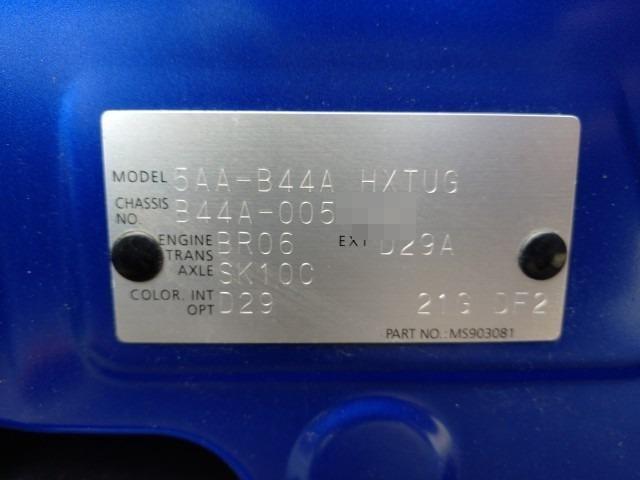 MODEL 5AA-B44A HXTUG
CHASSIS NO. B44A-005
ENGINE BR06 EXT D29A
TRANS AXLE SK10C
COLOR. INT OPT D29 21G DF2
PART NO.: MS903081